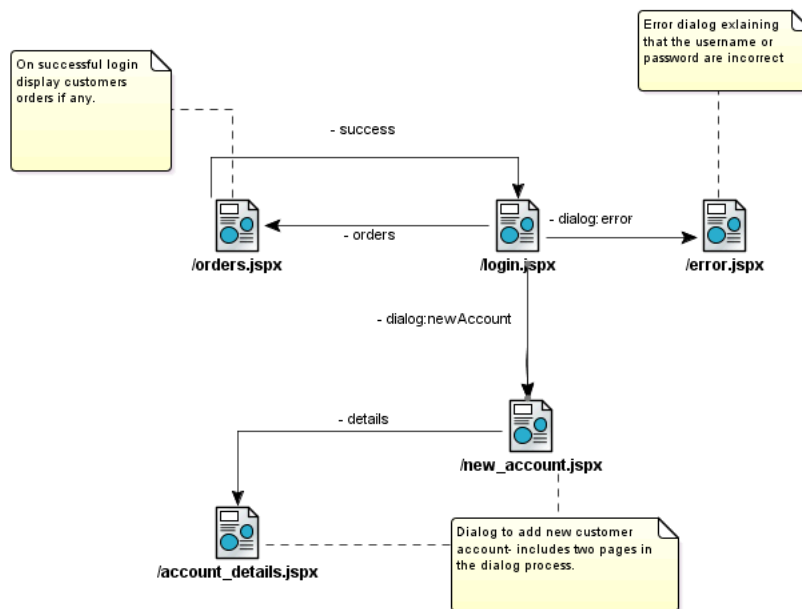 Error dialog exlaining
that the username or
password are incorrect
On successful login
display customers
orders if any.
- success
- orders
- dialog:error
/orders.jspx
/login.jspx
/error.jspx
- dialog:newAccount
- details
/new_account.jspx
/account_details.jspx
Dialog to add new customer
account- includes two pages in
the dialog process.